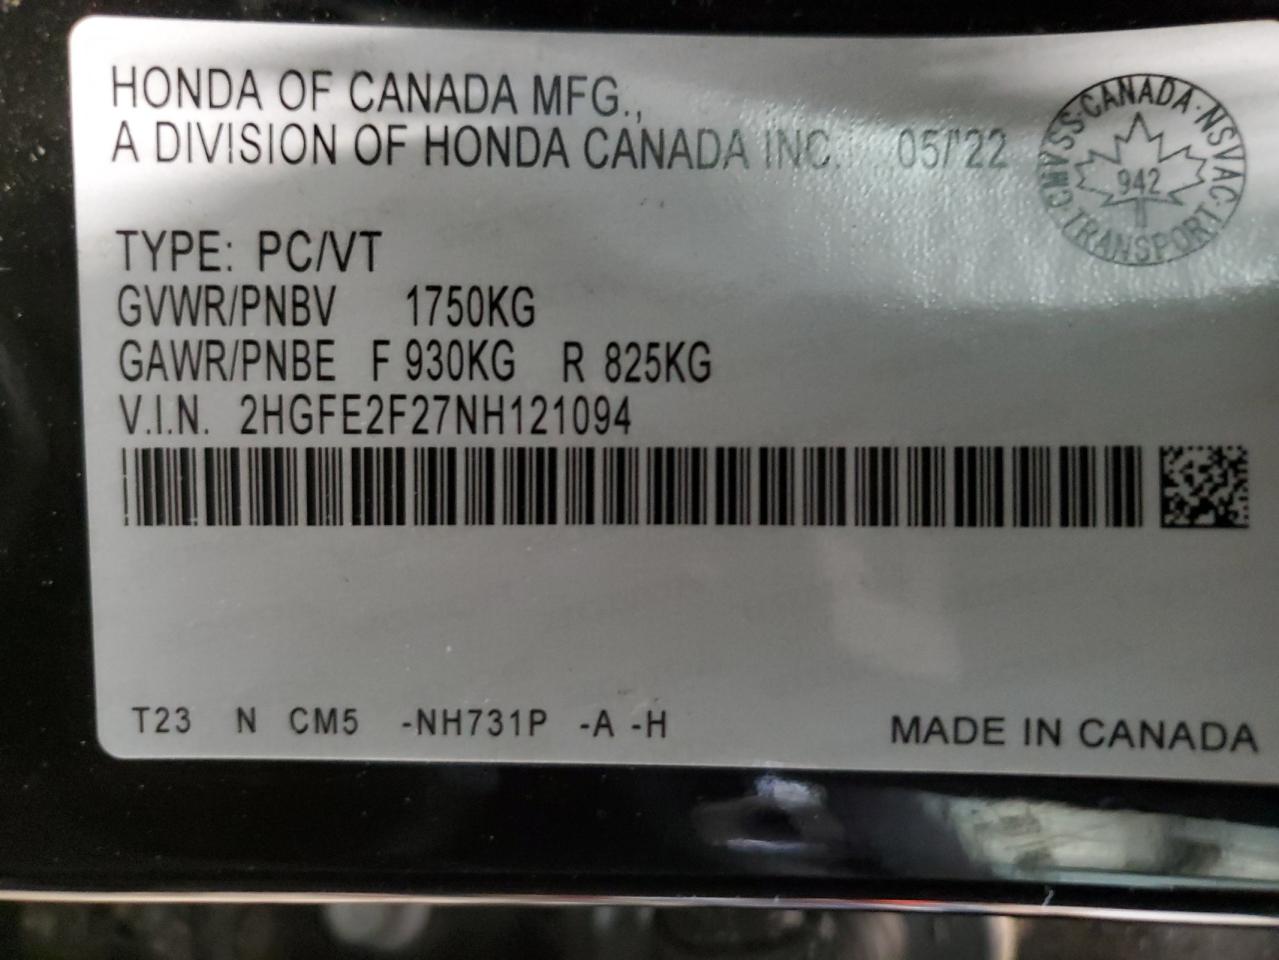 HONDA OF CANADA MFG.,
A DIVISION OF HONDA CANADA INC. 05/'22
CANADA · NSVAC · TRANSPORT · CMVSS ·
942
TYPE: PC/VT
GVWR/PNBV 1750KG
GAWR/PNBE F 930KG R 825KG
V.I.N. 2HGFE2F27NH121094
T23 N CM5 -NH731P -A -H
MADE IN CANADA